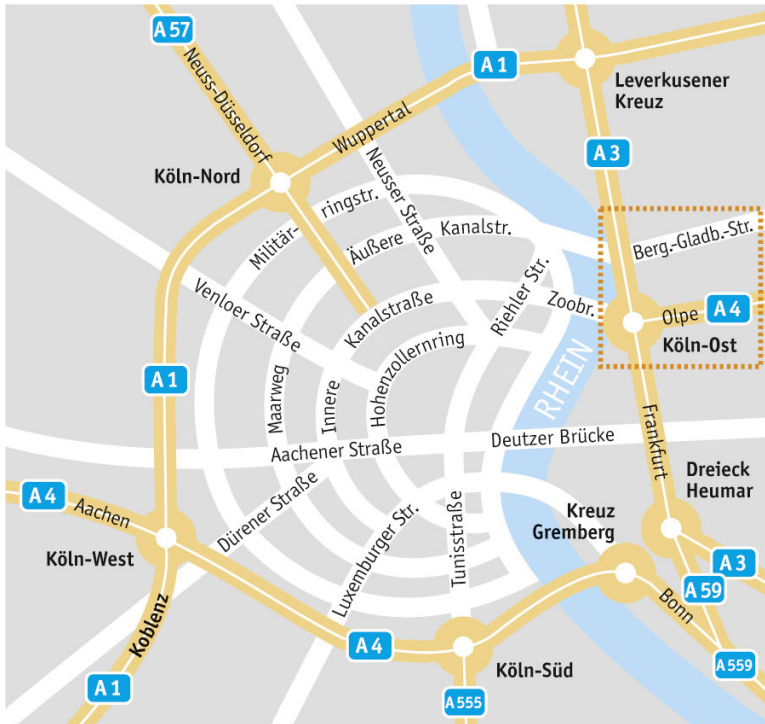 A 57
Neuss-Düsseldorf
A 1
Wuppertal
Leverkusener
Kreuz
A 3
Köln-Nord
Neusser Straße
Militär-
ringstr.
Äußere
Kanalstr.
Berg.-Gladb.-Str.
Venloer Straße
Kanalstraße
Riehler Str.
Zoobr.
Olpe
A 4
Köln-Ost
Hohenzollernring
RHEIN
A 1
Maarweg
Innere
Frankfurt
Aachener Straße
Deutzer Brücke
A 4
Aachen
Dürener Straße
Dreieck
Heumar
Kreuz
Gremberg
Köln-West
Luxemburger Str.
Tunisstraße
A 3
A 59
Bonn
Koblenz
A 4
Köln-Süd
A 559
A 1
A 555